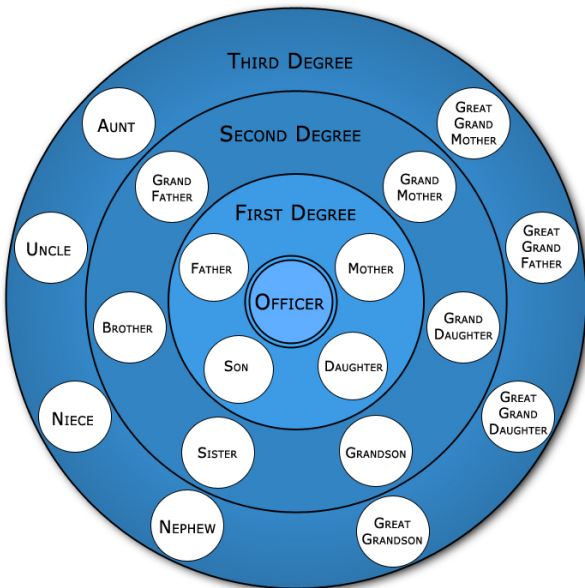 Third Degree
Aunt
Great
Grand
Mother
Second Degree
Grand
Father
Grand
Mother
First Degree
Uncle
Great
Grand
Father
Father
Mother
Officer
Brother
Grand
Daughter
Son
Daughter
Niece
Great
Grand
Daughter
Sister
Grandson
Nephew
Great
Grandson